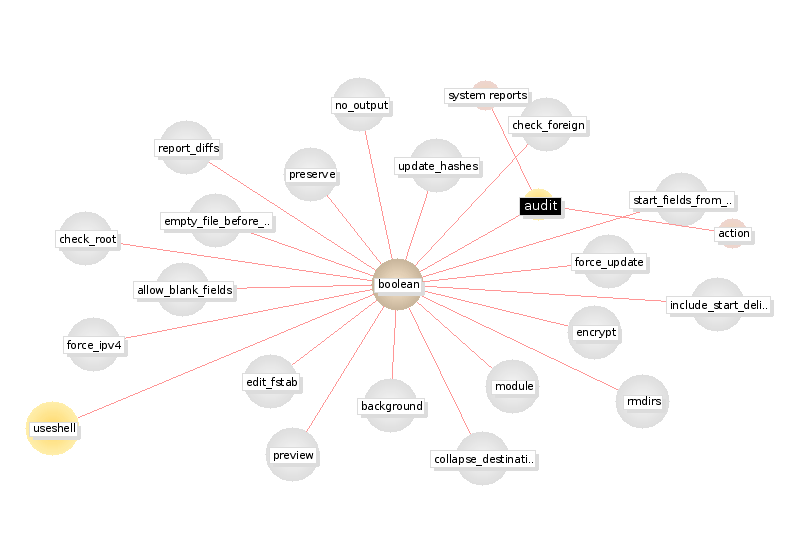 system reports
no_output
check_foreign
report_diffs
update_hashes
preserve
start_fields_from_..
audit
empty_file_before_..
action
check_root
force_update
boolean
allow_blank_fields
include_start_deli..
encrypt
force_ipv4
edit_fstab
module
rmdirs
background
useshell
preview
collapse_destinati..